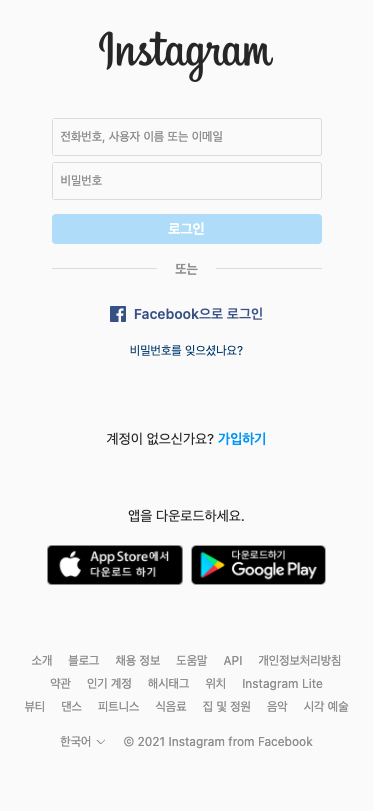 Instagram
전화번호, 사용자 이름 또는 이메일
비밀번호
로그인
또는
Facebook으로 로그인
비밀번호를 잊으셨나요?
계정이 없으신가요? 가입하기
앱을 다운로드하세요.
App Store에서
다운로드 하기
다운로드하기
Google Play
소개 블로그 채용 정보 도움말 API 개인정보처리방침
약관 인기 계정 해시태그 위치 Instagram Lite
뷰티 댄스 피트니스 식음료 집 및 정원 음악 시각 예술
한국어 © 2021 Instagram from Facebook